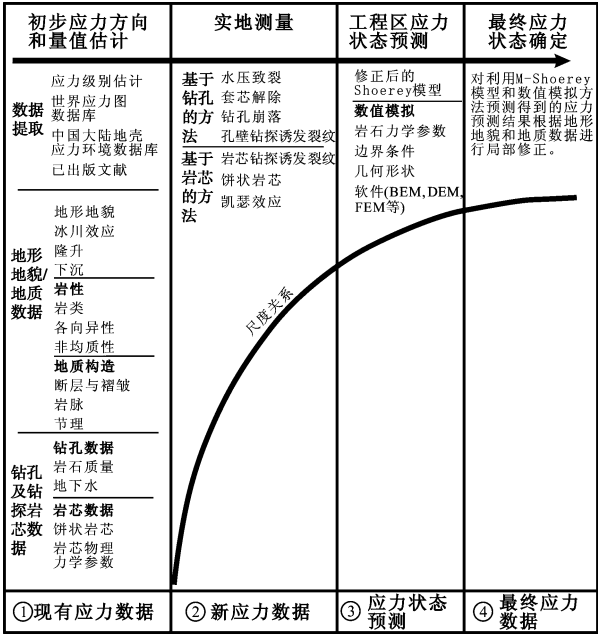 初步应力方向
和量值估计
实地测量
工程区应力
状态预测
最终应力
状态确定
数据
提取
应力级别估计
世界应力图
数据库
中国大陆地壳
应力环境数据库
已出版文献
地形
地貌/
地质
数据
地形地貌
冰川效应
隆升
下沉
岩性
岩类
各向异性
非均质性
地质构造
断层与褶皱
岩脉
节理
钻孔
及钻
探岩
芯数
据
钻孔数据
岩石质量
地下水
岩芯数据
饼状岩芯
岩芯物理
力学参数
基于
钻孔
的方
法
水压致裂
套芯解除
钻孔崩落
孔壁钻探诱发裂纹
基于
岩芯
的方
法
岩芯钻探诱发裂纹
饼状岩芯
凯瑟效应
修正后的
Shoerey模型
数值模拟
岩石力学参数
边界条件
几何形状
软件(BEM,DEM,
FEM等)
对利用M-Shoerey
模型和数值模拟方
法预测得到的应力
预测结果根据地形
地貌和地质数据进
行局部修正。
尺度关系
①现有应力数据
②新应力数据
③应力状态
预测
④最终应力
数据